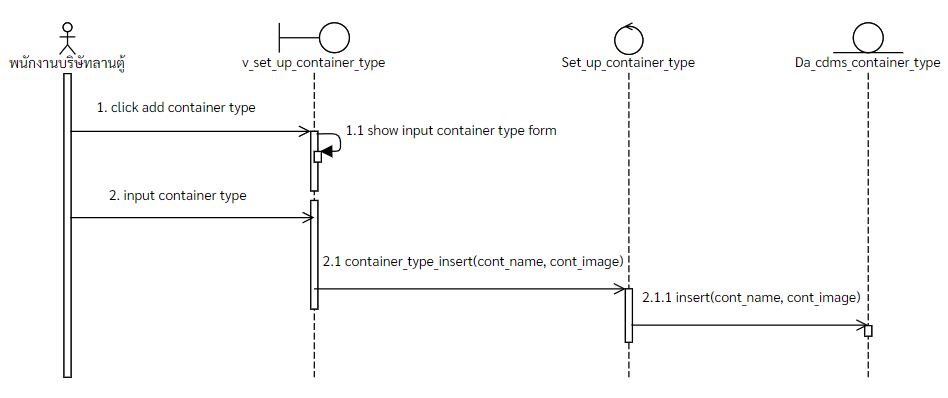 พนักงานบริษัทลานตู้
v_set_up_container_type
Set_up_container_type
Da_cdms_container_type
1. click add container type
1.1 show input container type form
2. input container type
2.1 container_type_insert(cont_name, cont_image)
2.1.1 insert(cont_name, cont_image)